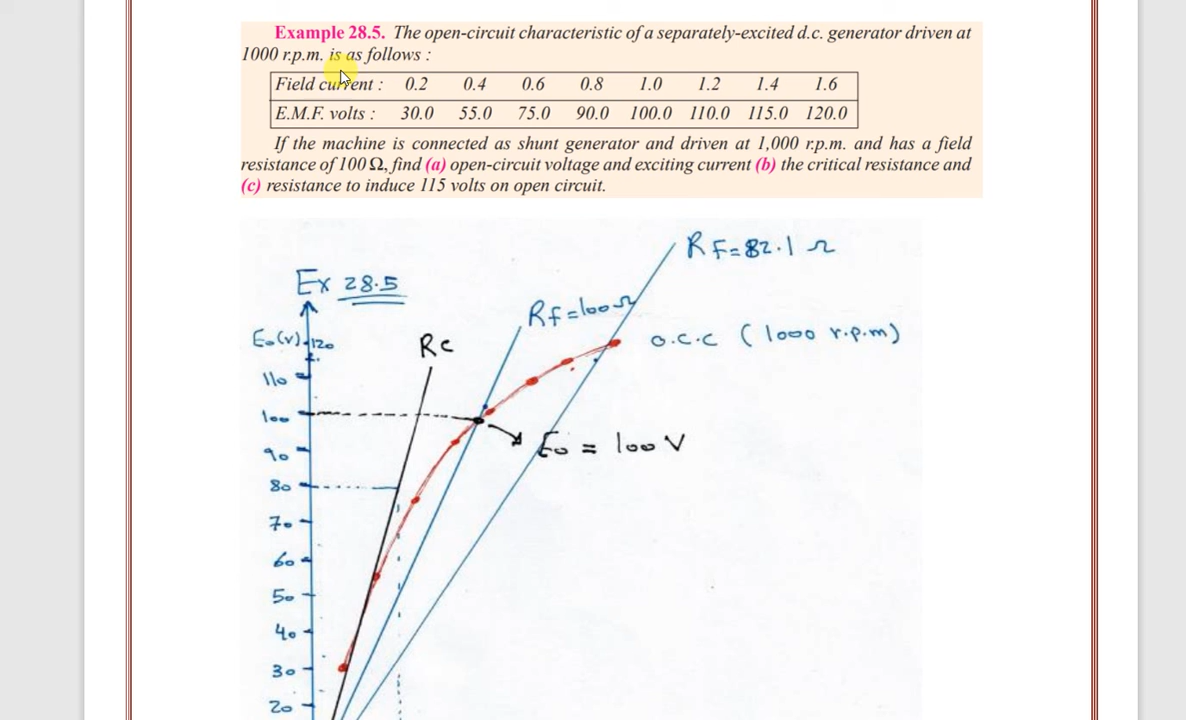 Example 28.5. The open-circuit characteristic of a separately-excited d.c. generator driven at
1000 r.p.m. is as follows :
Field current : 0.2 0.4 0.6 0.8 1.0 1.2 1.4 1.6
E.M.F. volts : 30.0 55.0 75.0 90.0 100.0 110.0 115.0 120.0
If the machine is connected as shunt generator and driven at 1,000 r.p.m. and has a field
resistance of 100 Ω, find (a) open-circuit voltage and exciting current (b) the critical resistance and
(c) resistance to induce 115 volts on open circuit.
RF=82.1 Ω
Ex 28.5
Rf=100Ω
Eo(v)
120
Rc
O.C.C (1000 r.p.m)
110
100
Eo = 100 V
90
80
70
60
50
40
30
20